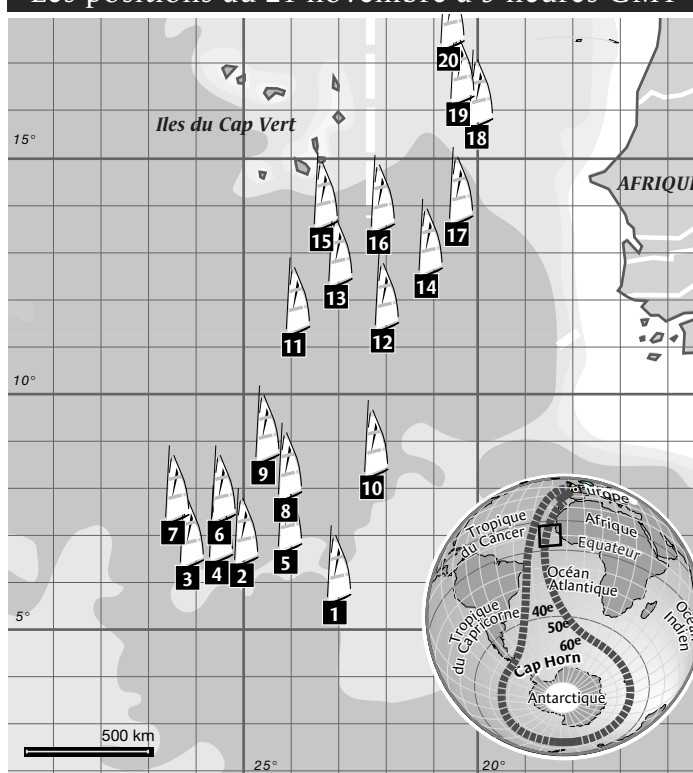 Les positions du 21 novembre à 5 heures GMT
20
19
18
Iles du Cap Vert
15°
AFRIQUE
15
16
17
13
14
11
12
10°
9
10
8
7
6
5
3
4
2
1
5°
Europe
Tropique
du Cancer
Afrique
Equateur
Océan
Atlantique
Tropique
du Capricorne
Océan
Indien
40e
50e
60e
Cap Horn
Antarctique
500 km
25°
20°